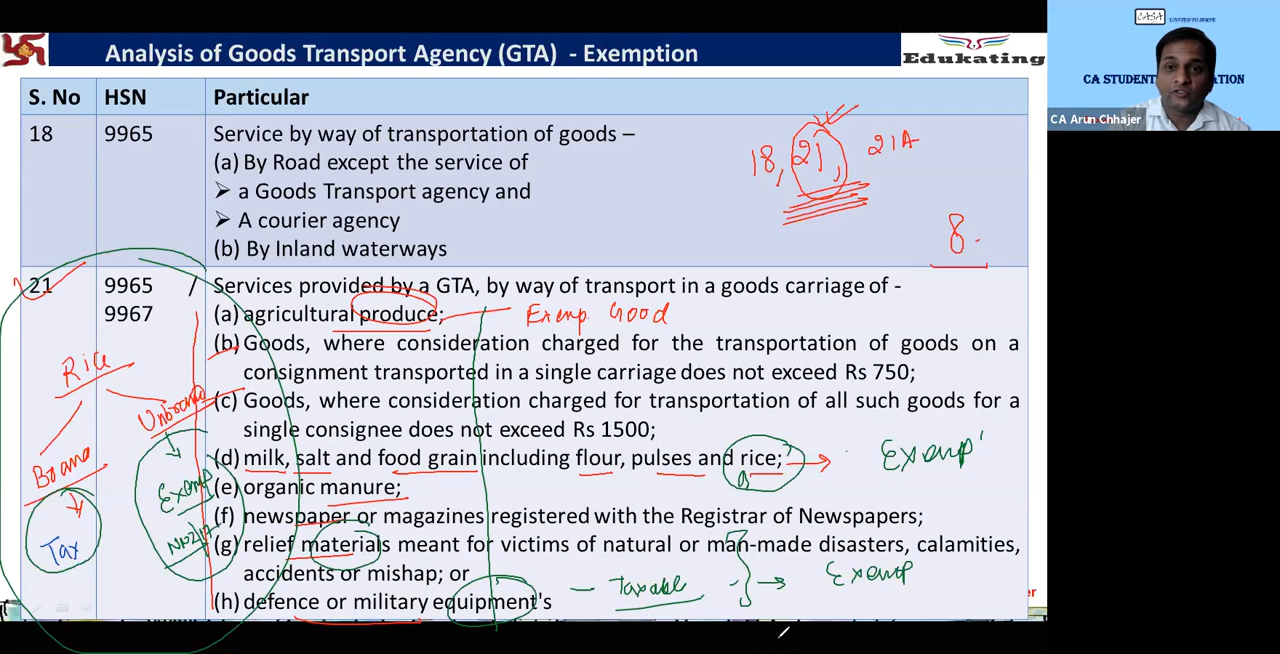 CASA UNITED TO SERVE
Analysis of Goods Transport Agency (GTA) - Exemption
Edukating
CA Arun Chhajer
S. No HSN Particular
18 9965 Service by way of transportation of goods –
(a) By Road except the service of
➢ a Goods Transport agency and
➢ A courier agency
(b) By Inland waterways
18, 21, 21A
8.
21 9965 / Services provided by a GTA, by way of transport in a goods carriage of -
9967 (a) agricultural produce; Exemp Good
(b) Goods, where consideration charged for the transportation of goods on a
consignment transported in a single carriage does not exceed Rs 750;
(c) Goods, where consideration charged for transportation of all such goods for a
single consignee does not exceed Rs 1500;
(d) milk, salt and food grain including flour, pulses and rice; Exemp
(e) organic manure;
(f) newspaper or magazines registered with the Registrar of Newspapers;
(g) relief materials meant for victims of natural or man-made disasters, calamities,
accidents or mishap; or
(h) defence or military equipment's – Taxable Exemp
Rice
Tax
Exemp